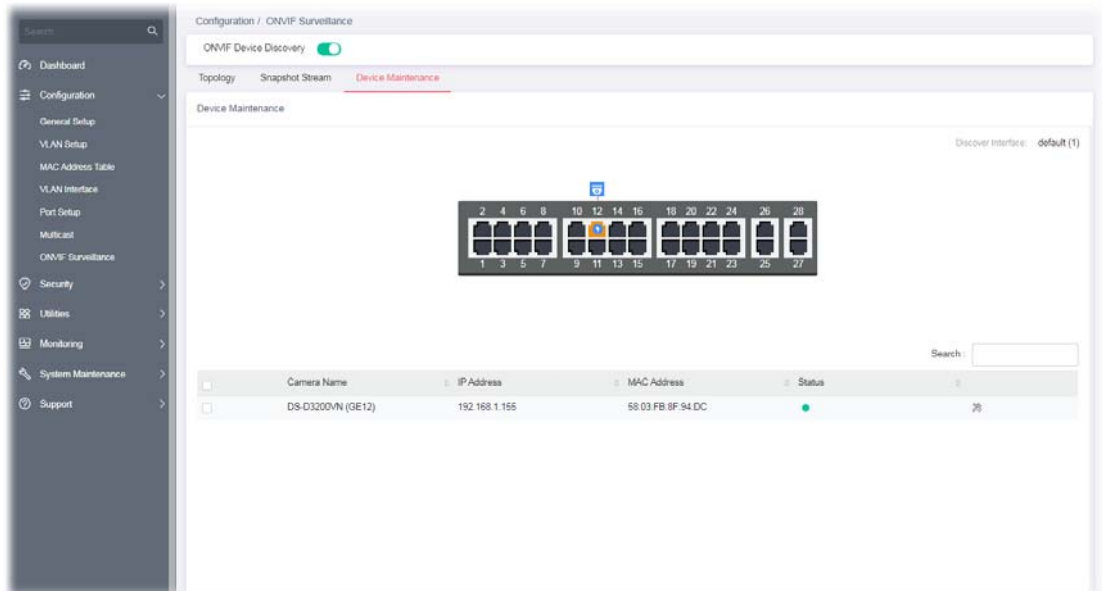 Search
Dashboard
Configuration
General Setup
VLAN Setup
MAC Address Table
VLAN Interface
Port Setup
Multicast
ONVIF Surveillance
Security
Utilities
Monitoring
System Maintenance
Support
Configuration / ONVIF Surveillance
ONVIF Device Discovery
Topology Snapshot Stream Device Maintenance
Device Maintenance
Discover Interface: default (1)
2 4 6 8 10 12 14 16 18 20 22 24 26 28
1 3 5 7 9 11 13 15 17 19 21 23 25 27
Search :
Camera Name IP Address MAC Address Status
DS-D3200VN (GE12) 192.168.1.155 58:03:FB:8F:94:DC